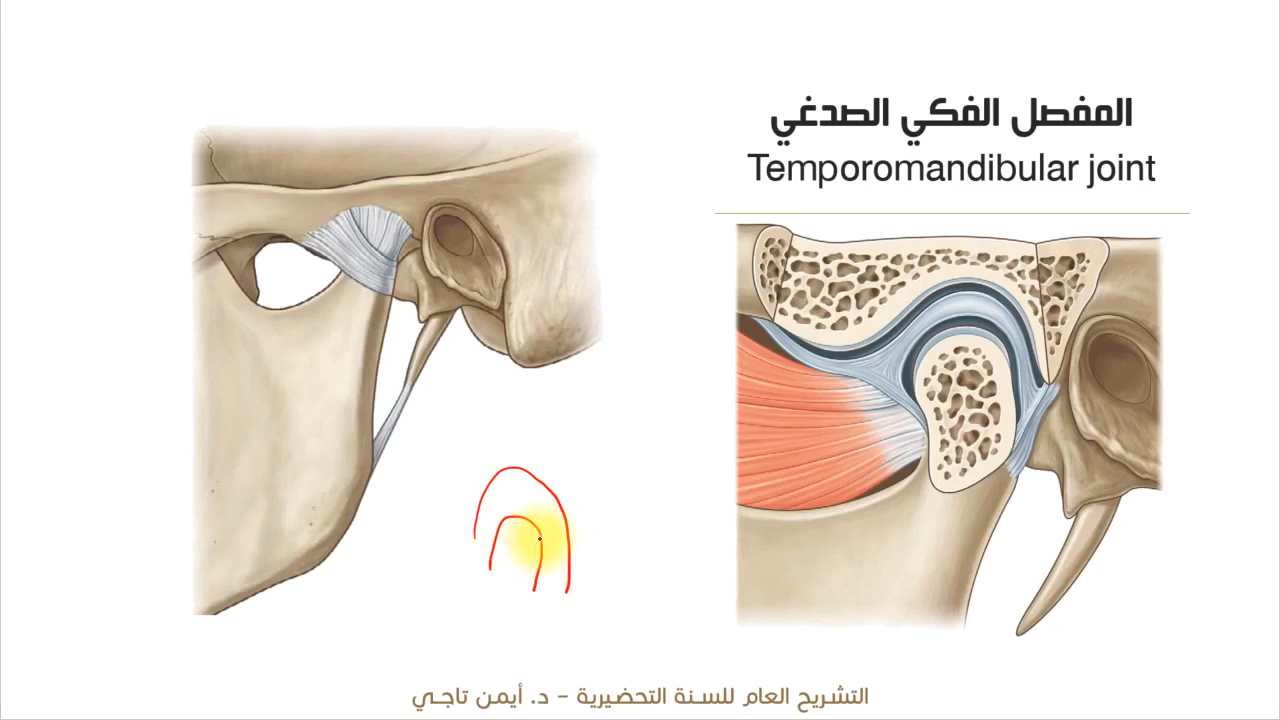 المفصل الفكي الصدغي
Temporomandibular joint
التشريح العام للسنة التحضيرية – د. أيمن تاجي